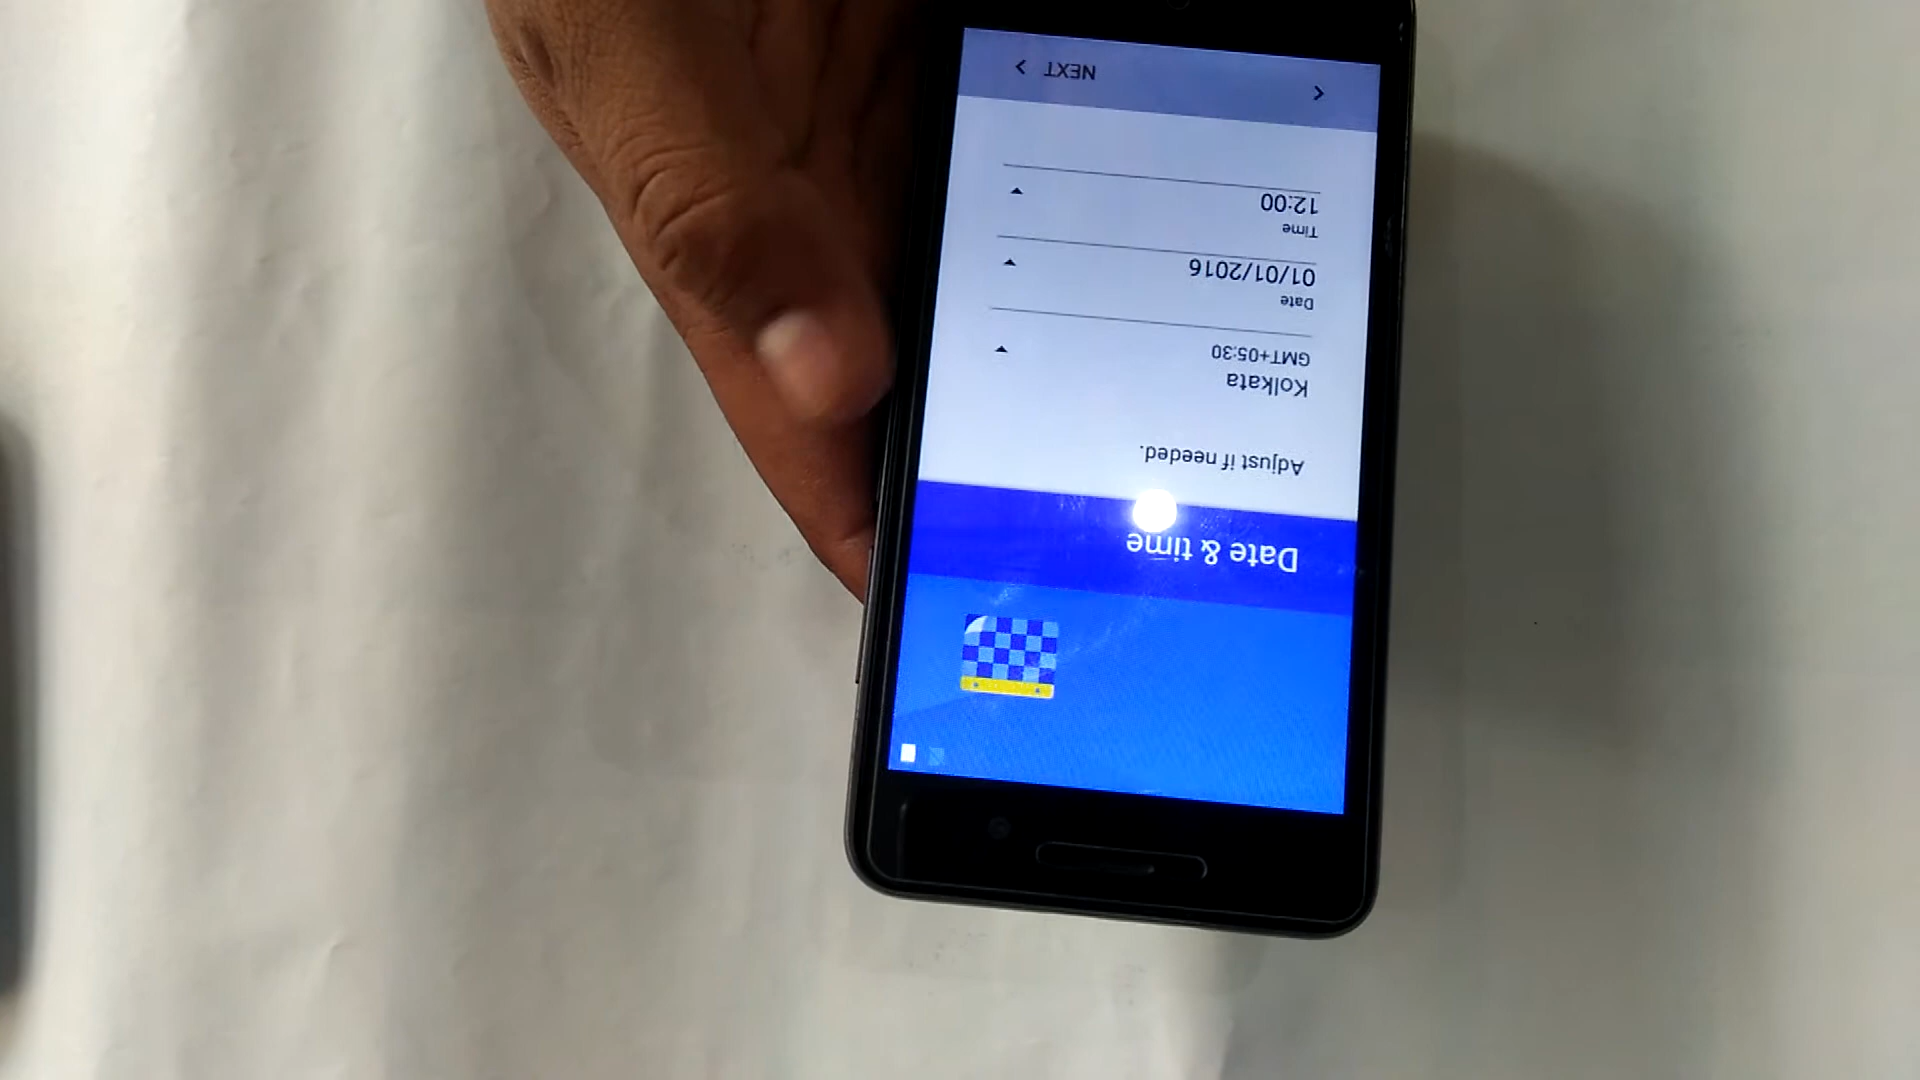 Date & time
Adjust if needed.
Kolkata
GMT+05:30
Date
01/01/2016
Time
12:00
NEXT